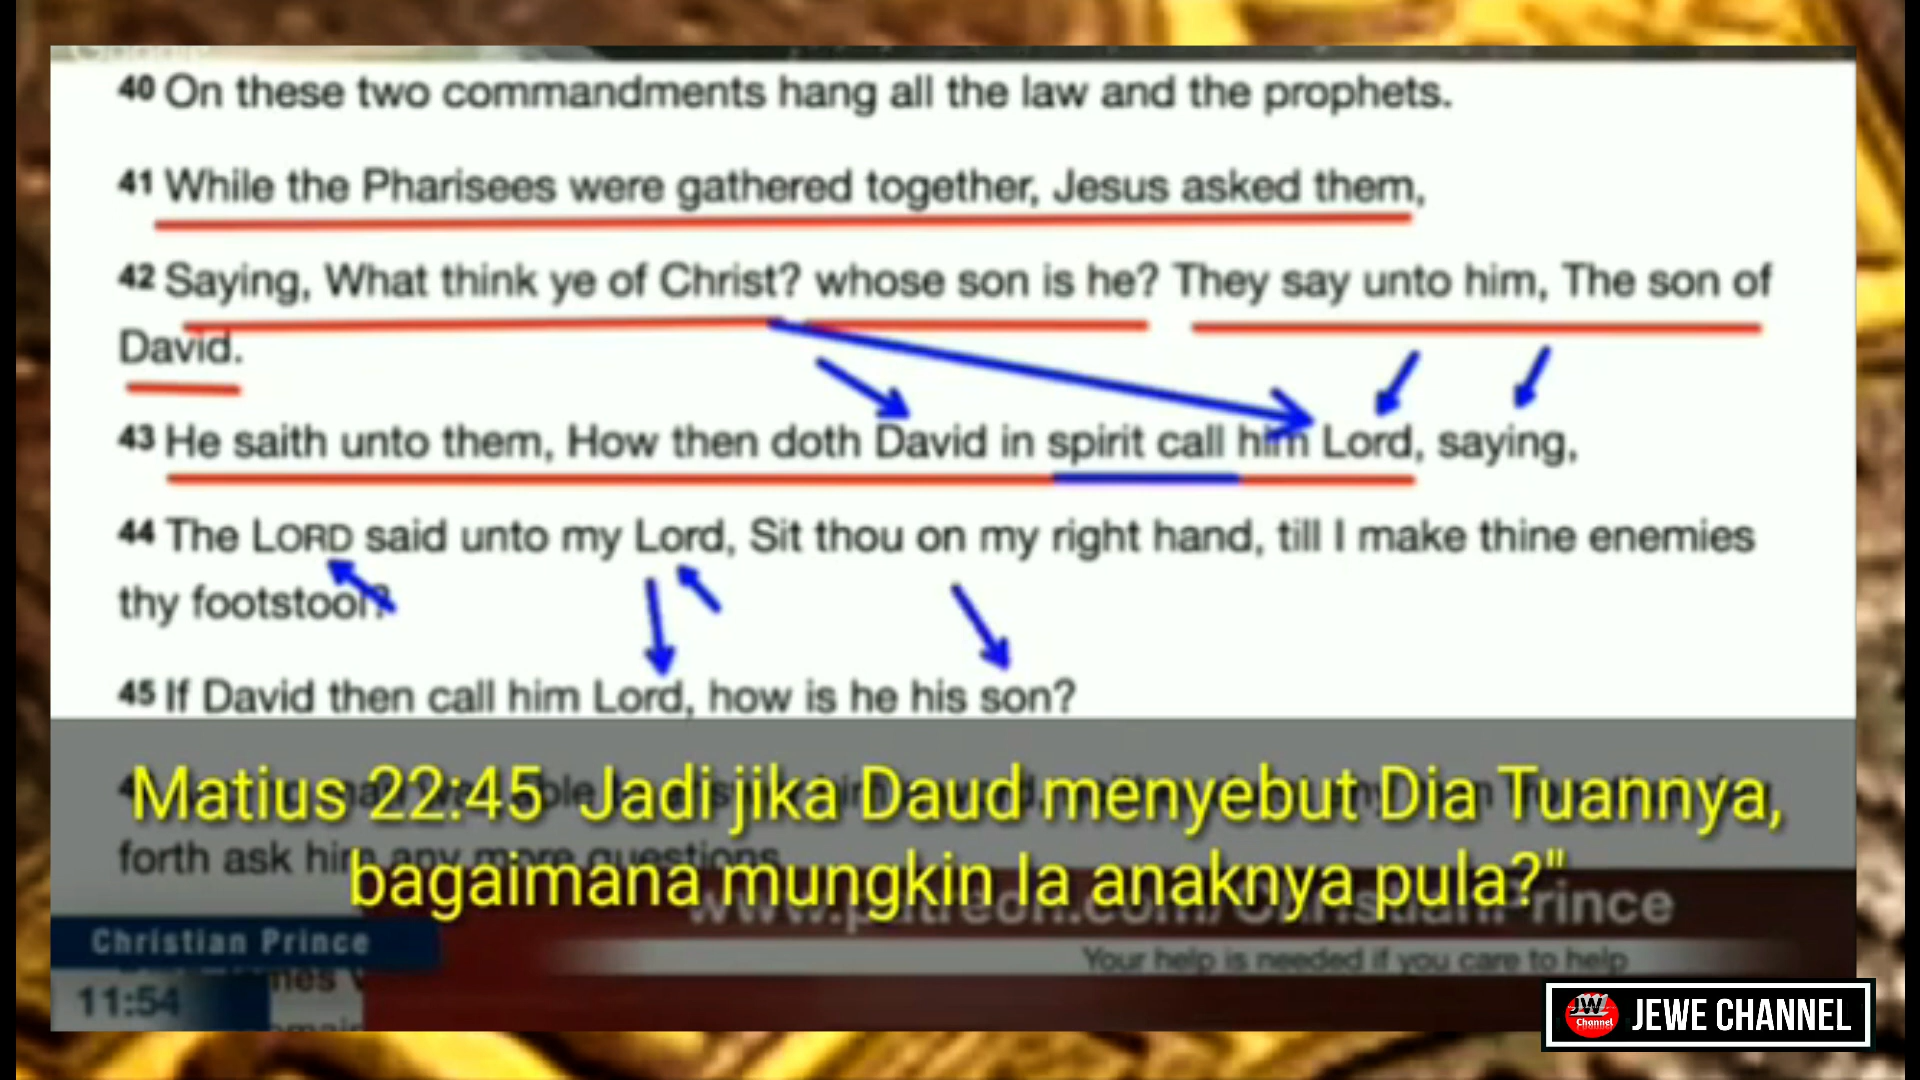 40 On these two commandments hang all the law and the prophets.
41 While the Pharisees were gathered together, Jesus asked them,
42 Saying, What think ye of Christ? whose son is he? They say unto him, The son of
David.
43 He saith unto them, How then doth David in spirit call him Lord, saying,
44 The LORD said unto my Lord, Sit thou on my right hand, till I make thine enemies
thy footstool?
45 If David then call him Lord, how is he his son?
Matius 22:45 Jadi jika Daud menyebut Dia Tuannya,
forth ask him any more questions.
bagaimana mungkin Ia anaknya pula?"
www.patreon.com/ChristianPrince
Christian Prince
Your help is needed if you care to help
11:54
JW
Channel
JEWE CHANNEL